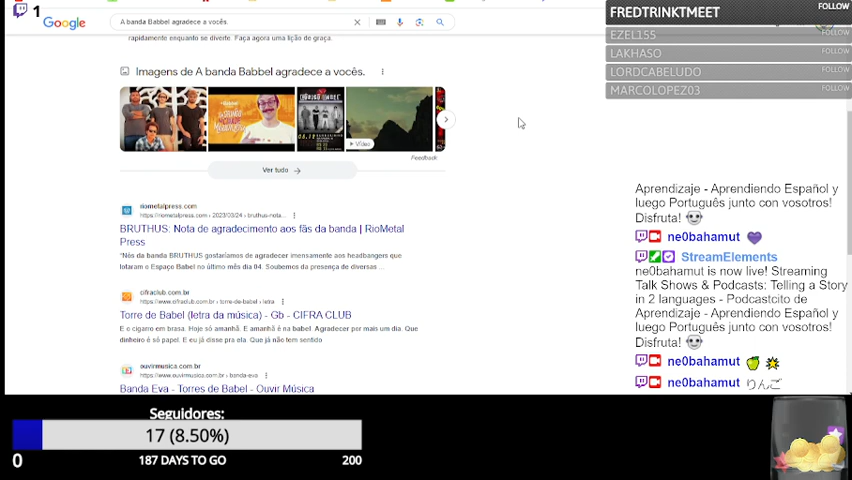 1
Google
A banda Babbel agradece a vocês.
rapidamente enquanto se diverte. Faça agora uma lição de graça.
Imagens de A banda Babbel agradece a vocês.
Vídeo
Feedback
Ver tudo →
riometalpress.com
https://riometalpress.com › 2023/03/24 › bruthus-nota...
BRUTHUS: Nota de agradecimento aos fãs da banda | RioMetal
Press
"Nós da banda BRUTHUS gostaríamos de agradecer imensamente aos headbangers que
lotaram o Espaço Babel no último mês dia 04. Soubemos da presença de diversas ...
cifraclub.com.br
https://www.cifraclub.com.br › torre-de-babel › letra
Torre de Babel (letra da música) - Gb - CIFRA CLUB
E o cigano em brasa. Hoje só amanhã. E amanhã é na babel. Agradecer por mais um dia. Que
dinheiro é só papel. E eu já disse pra ela. Que já não tem sentido
ouvirmusica.com.br
https://www.ouvirmusica.com.br › banda-eva
Banda Eva - Torres de Babel - Ouvir Música
FREDTRINKTMEET FOLLOW
EZEL155 FOLLOW
LAKHASO FOLLOW
LORDCABELUDO FOLLOW
MARCOLOPEZ03 FOLLOW
Aprendizaje - Aprendiendo Español y
luego Português junto con vosotros!
Disfruta!
ne0bahamut
StreamElements
ne0bahamut is now live! Streaming
Talk Shows & Podcasts: Telling a Story
in 2 languages - Podcastcito de
Aprendizaje - Aprendiendo Español y
luego Português junto con vosotros!
Disfruta!
ne0bahamut
ne0bahamut りんご
Seguidores:
17 (8.50%)
0 187 DAYS TO GO 200